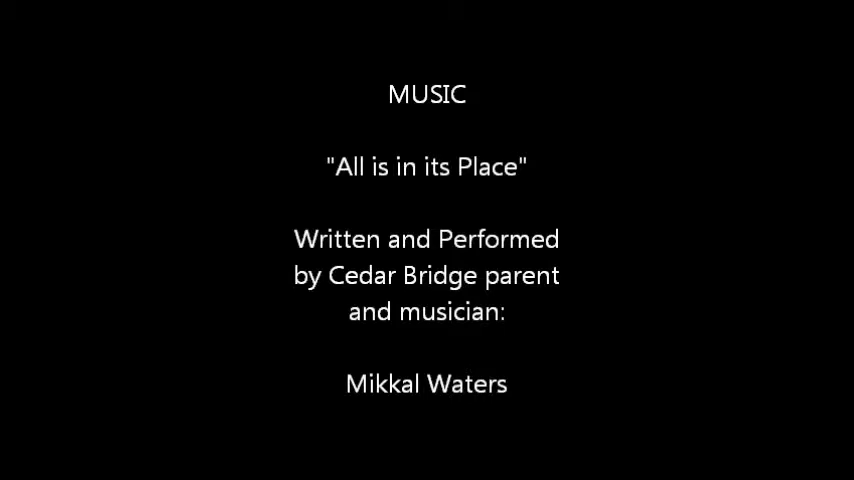 MUSIC
"All is in its Place"
Written and Performed
by Cedar Bridge parent
and musician:
Mikkal Waters